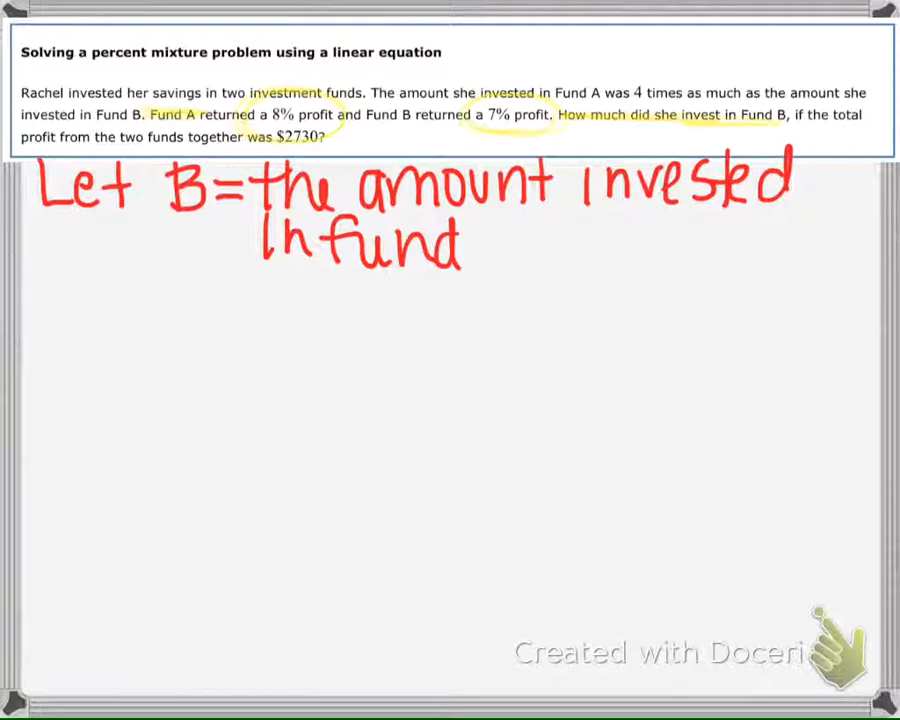 Solving a percent mixture problem using a linear equation
Rachel invested her savings in two investment funds. The amount she invested in Fund A was 4 times as much as the amount she
invested in Fund B. Fund A returned a 8% profit and Fund B returned a 7% profit. How much did she invest in Fund B, if the total
profit from the two funds together was $2730?
Let B=the amount invested
in fund
Created with Doceri